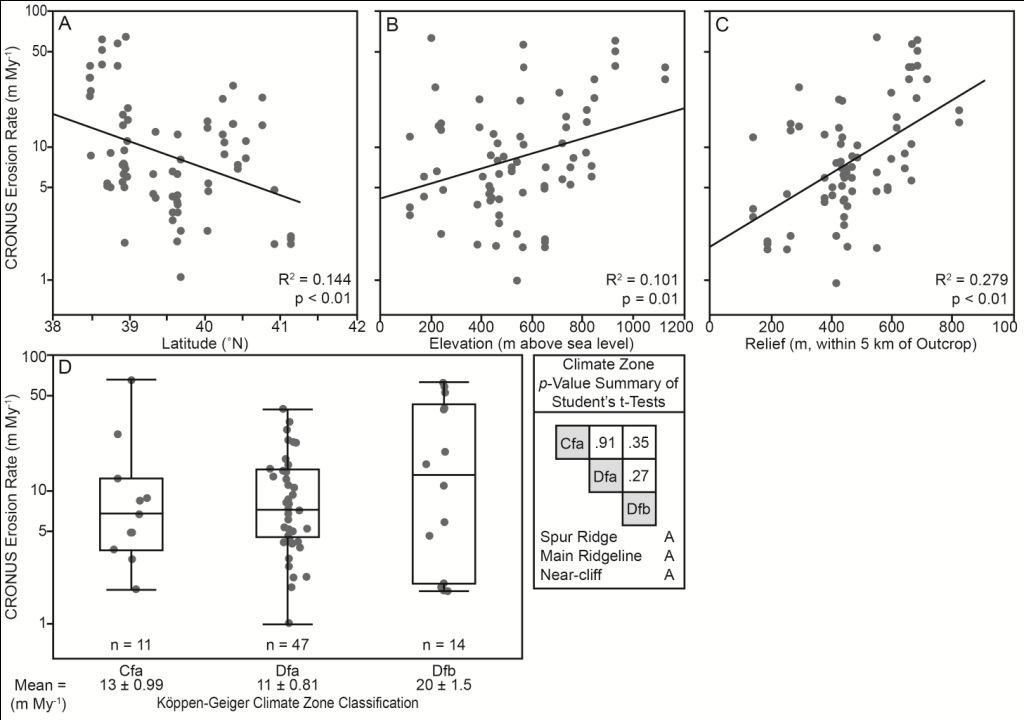 A
CRONUS Erosion Rate (m My-1)
100
50
10
5
1
R² = 0.144
p < 0.01
38
39
40
41
42
Latitude (˚N)
B
R² = 0.101
p = 0.01
0
200
400
600
800
1000
1200
Elevation (m above sea level)
C
R² = 0.279
p < 0.01
0
200
400
600
800
100
Relief (m, within 5 km of Outcrop)
D
CRONUS Erosion Rate (m My-1)
100
50
10
5
1
n = 11
n = 47
n = 14
Cfa
Dfa
Dfb
Mean =
(m My-1)
13 ± 0.99
11 ± 0.81
20 ± 1.5
Köppen-Geiger Climate Zone Classification
Climate Zone
p-Value Summary of
Student's t-Tests
Cfa .91 .35
Dfa .27
Dfb
Spur Ridge A
Main Ridgeline A
Near-cliff A